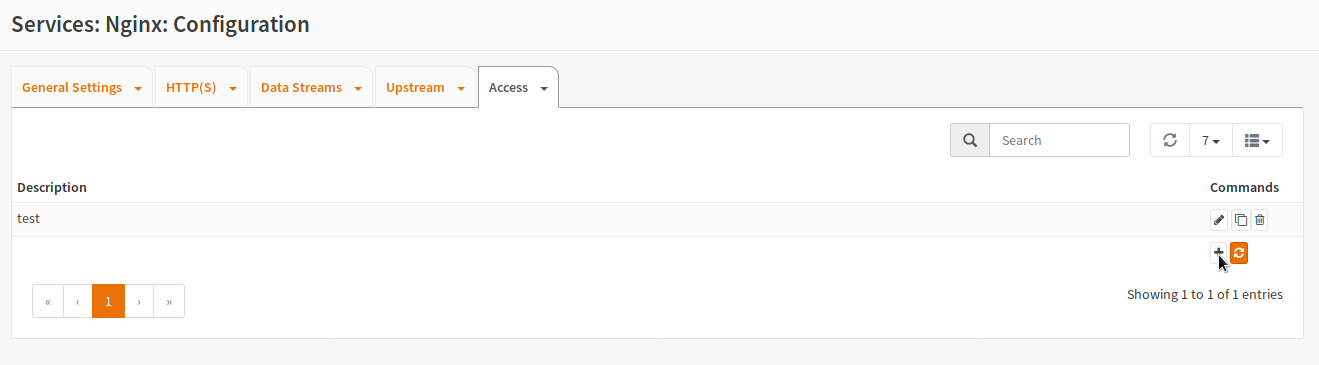 Services: Nginx: Configuration
General Settings HTTP(S) Data Streams Upstream Access
Search 7
Description Commands
test
« ‹ 1 › »
Showing 1 to 1 of 1 entries